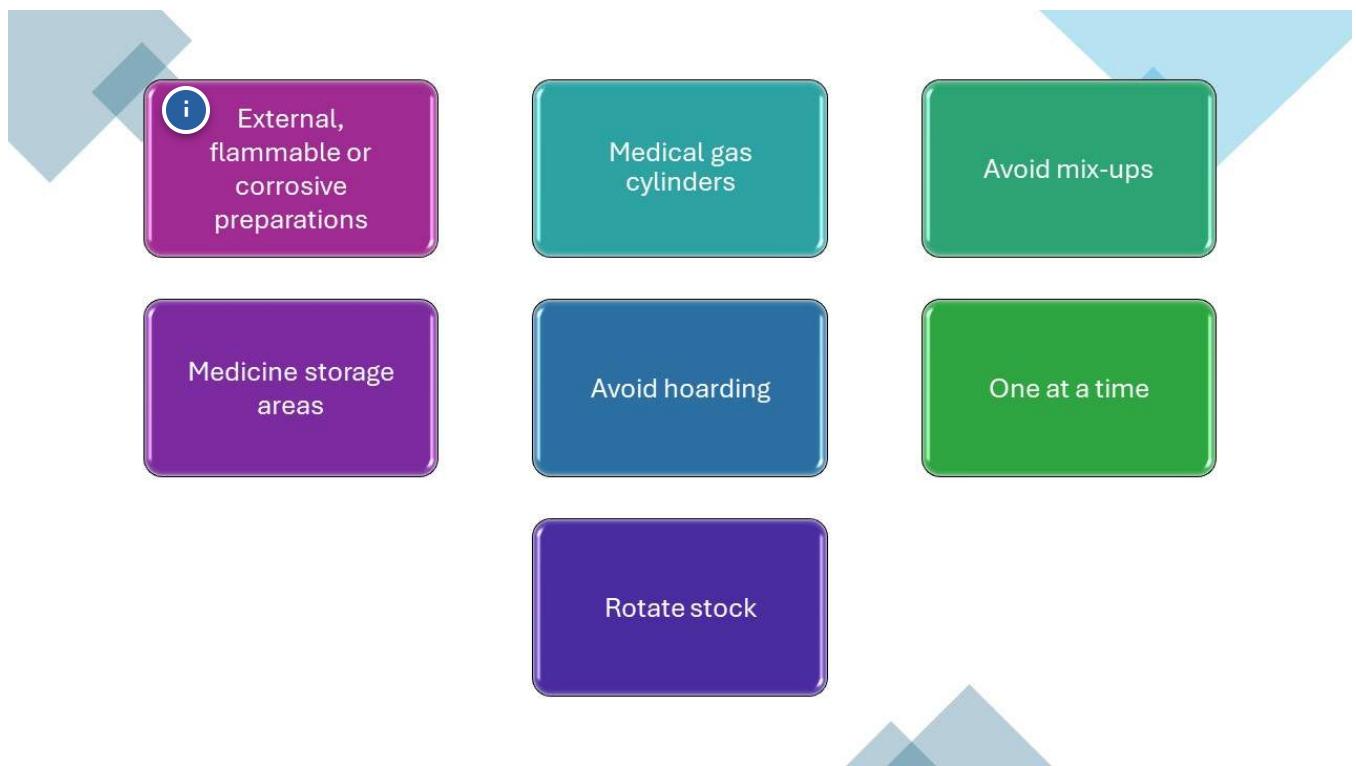 i
External,
flammable or
corrosive
preparations
Medical gas
cylinders
Avoid mix-ups
Medicine storage
areas
Avoid hoarding
One at a time
Rotate stock